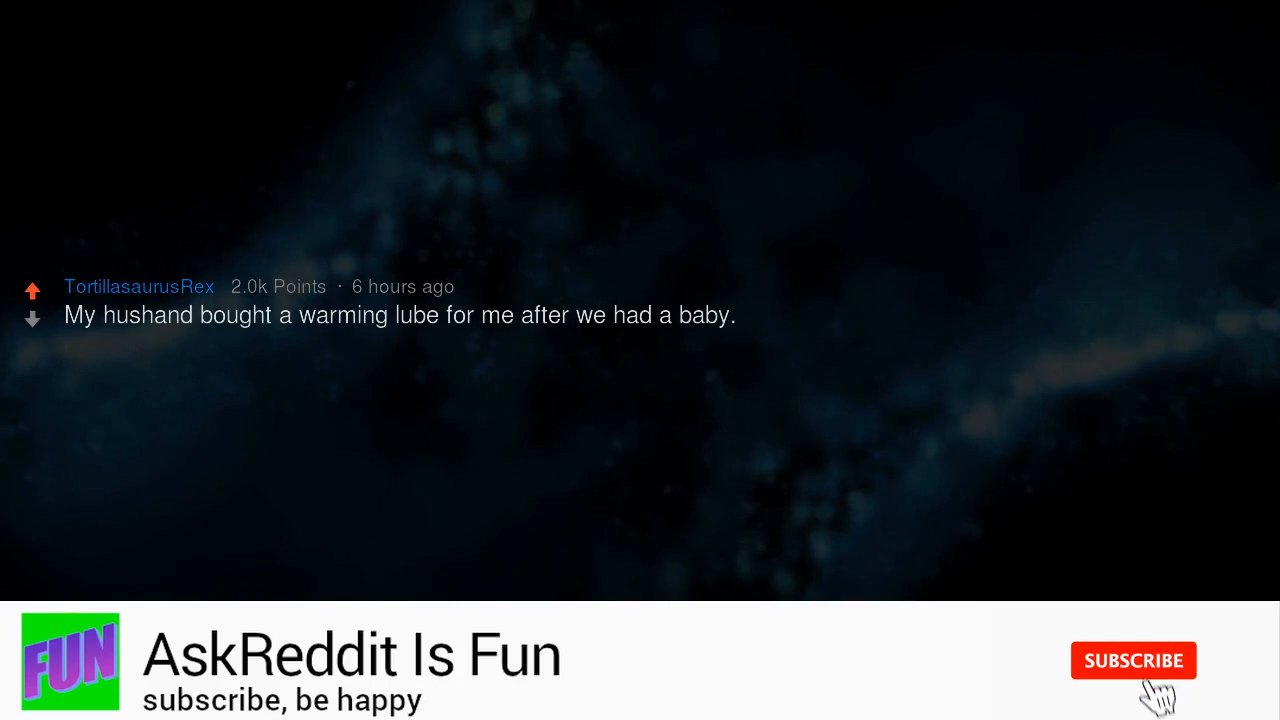 TortillasaurusRex 2.0k Points · 6 hours ago
My hushand bought a warming lube for me after we had a baby.
FUN
AskReddit Is Fun
subscribe, be happy
SUBSCRIBE